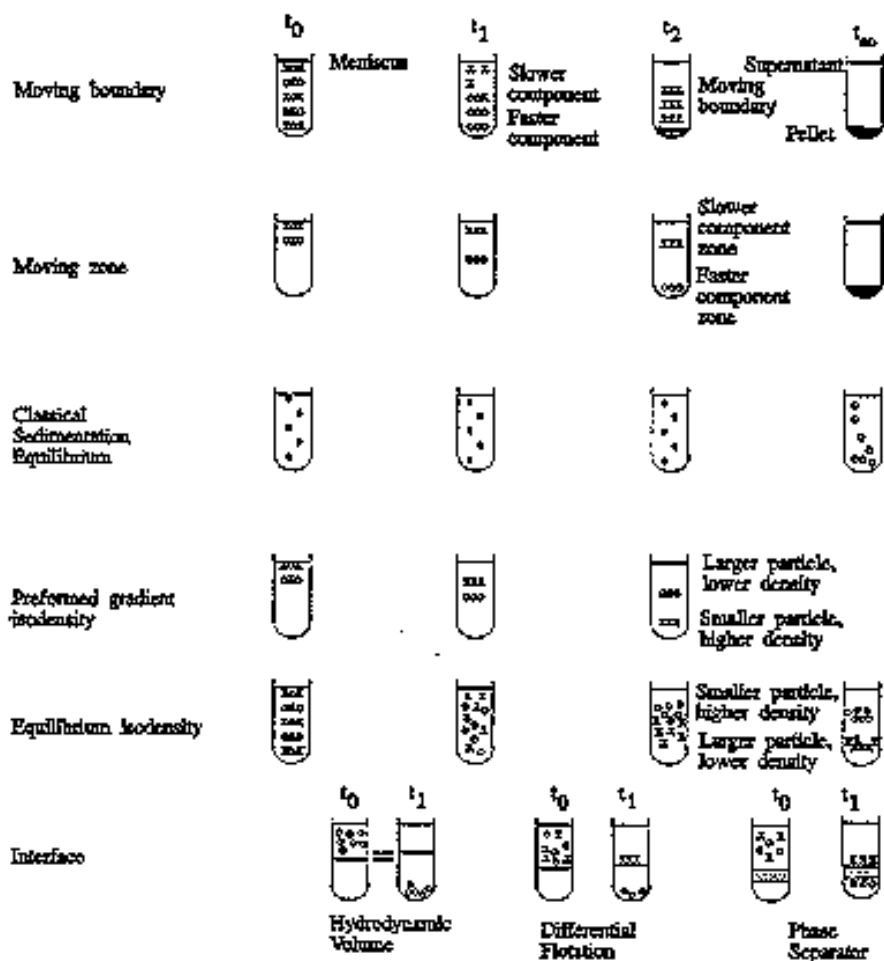 t0 t1 t2 t∞
Moving boundary
Meniscus
Slower
component
Faster
component
Moving
boundary
Supernatant
Pellet
Moving zone
Slower
component
zone
Faster
component
zone
Classical
Sedimentation
Equilibrium
Preformed gradient
isodensity
Larger particle,
lower density
Smaller particle,
higher density
Equilibrium isodensity
Smaller particle,
higher density
Larger particle,
lower density
t0 t1 t0 t1 t0 t1
Interface
Hydrodynamic
Volume
Differential
Flotation
Phase
Separator